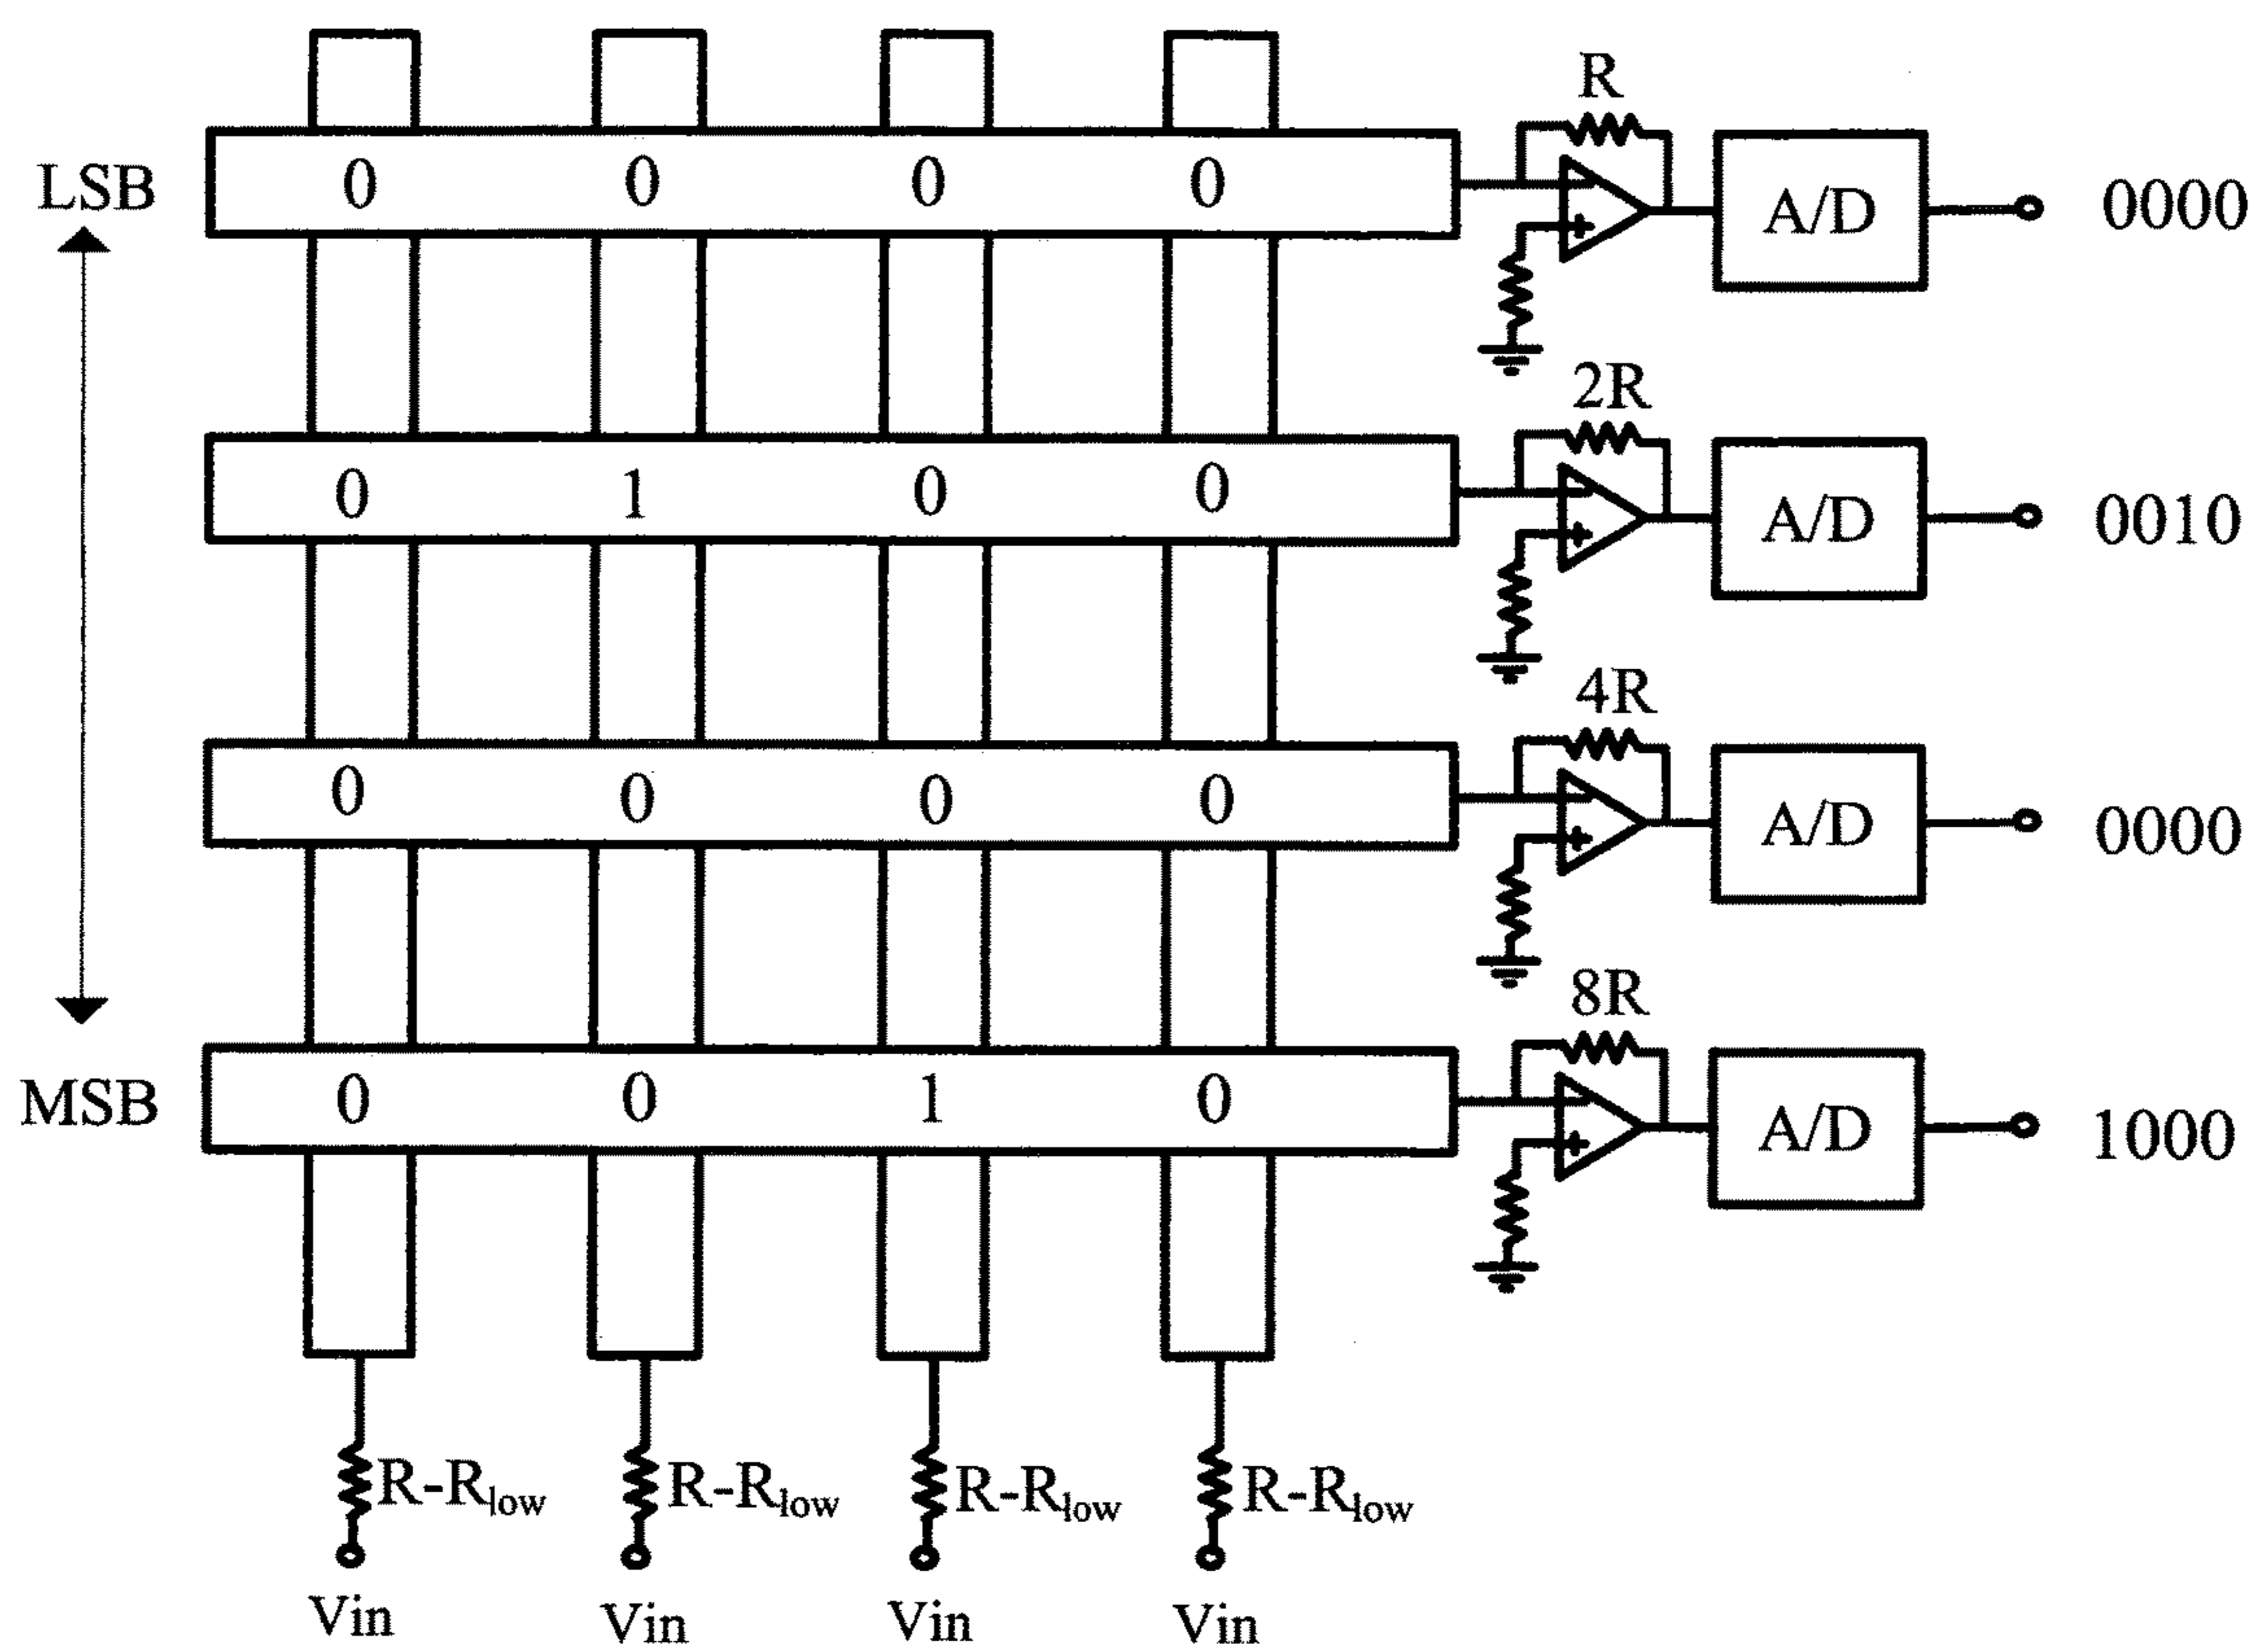 R
LSB 0 0 0 0 - + A/D 0000
2R
0 1 0 0 - + A/D 0010
4R
0 0 0 0 - + A/D 0000
8R
MSB 0 0 1 0 - + A/D 1000
R-Rlow R-Rlow R-Rlow R-Rlow
Vin Vin Vin Vin